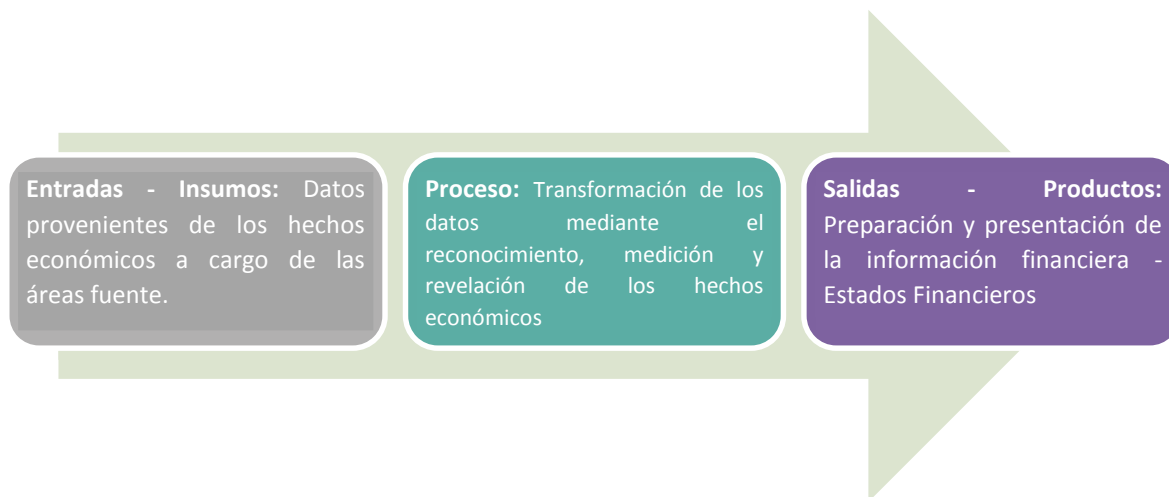 Entradas - Insumos: Datos
provenientes de los hechos
económicos a cargo de las
áreas fuente.
Proceso: Transformación de los
datos mediante el
reconocimiento, medición y
revelación de los hechos
económicos
Salidas - Productos:
Preparación y presentación de
la información financiera -
Estados Financieros